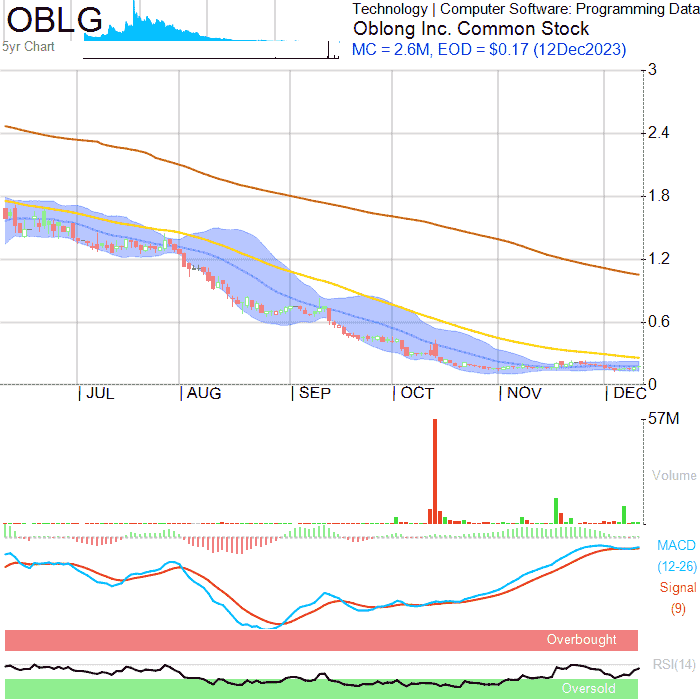 OBLG
5yr Chart
Technology | Computer Software: Programming Data
Oblong Inc. Common Stock
MC = 2.6M, EOD = $0.17 (12Dec2023)
3
2.4
1.8
1.2
0.6
0
JUL
AUG
SEP
OCT
NOV
DEC
57M
Volume
MACD
(12-26)
Signal
(9)
Overbought
RSI(14)
Oversold